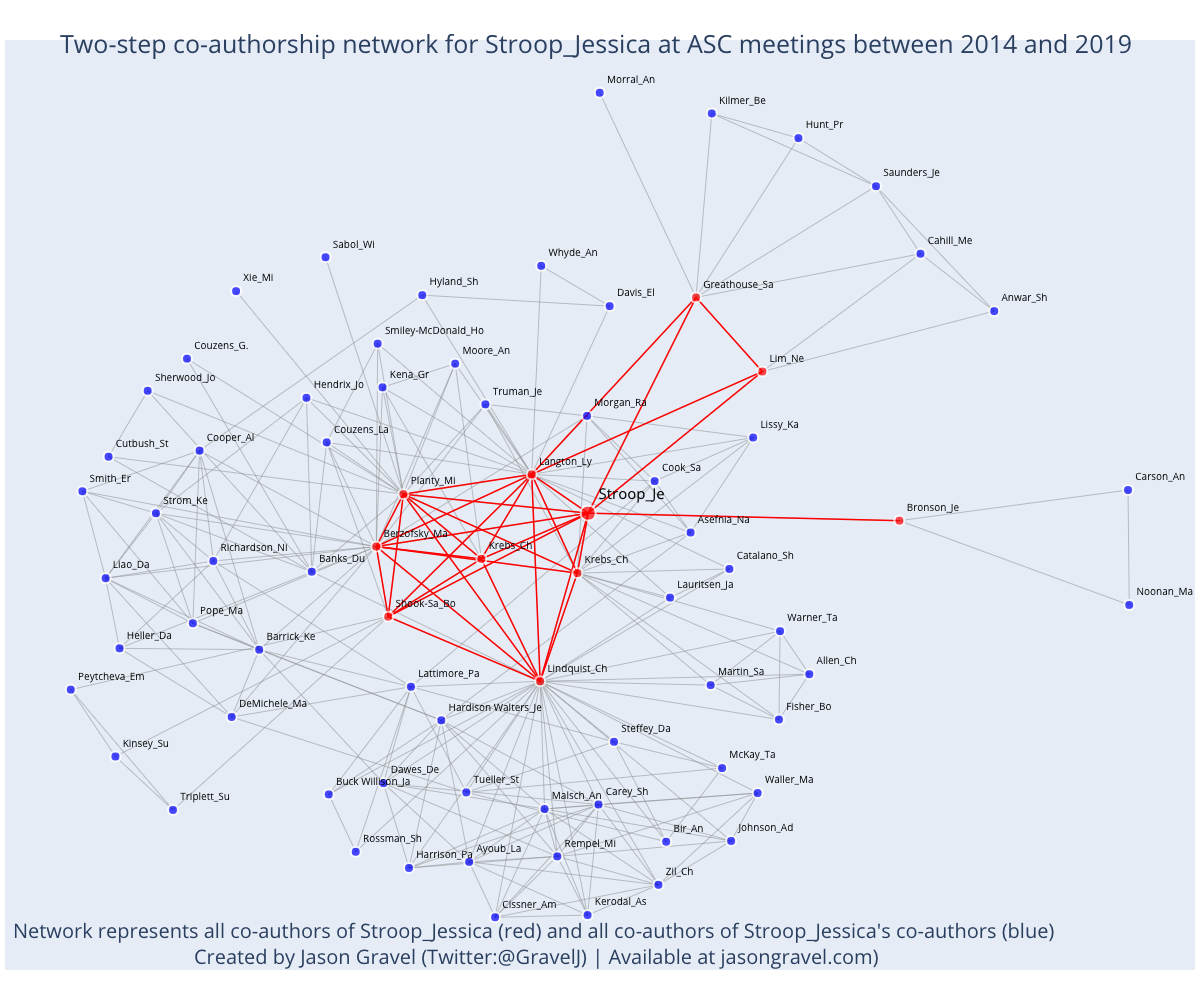 Two-step co-authorship network for Stroop_Jessica at ASC meetings between 2014 and 2019
Morral_An
Kilmer_Be
Hunt_Pr
Saunders_Je
Cahill_Me
Sabol_Wi
Whyde_An
Xie_Mi
Hyland_Sh
Greathouse_Sa
Davis_El
Anwar_Sh
Smiley-McDonald_Ho
Couzens_G.
Moore_An
Lim_Ne
Sherwood_Jo
Hendrix_Jo
Kena_Gr
Truman_Je
Morgan_Ra
Lissy_Ka
Cutbush_St
Cooper_Al
Couzens_La
Langton_Ly
Cook_Sa
Smith_Er
Planty_Mi
Carson_An
Strom_Ke
Stroop_Je
Bronson_Je
Berzofsky_Ma
Asefnia_Na
Richardson_Ni
Banks_Du
Krebs_Ch
Krebs_Ch
Catalano_Sh
Liao_Da
Lauritsen_Ja
Noonan_Ma
Pope_Ma
Shook-Sa_Bo
Heller_Da
Barrick_Ke
Warner_Ta
Peytcheva_Em
Lattimore_Pa
Lindquist_Ch
Martin_Sa
Allen_Ch
DeMichele_Ma
Hardison Walters_Je
Fisher_Bo
Kinsey_Su
Steffey_Da
McKay_Ta
Triplett_Su
Buck Willison_Ja
Dawes_De
Tueller_St
Malsch_An
Carey_Sh
Waller_Ma
Rossman_Sh
Harrison_Pa
Ayoub_La
Rempel_Mi
Bir_An
Johnson_Ad
Zil_Ch
Cissner_Am
Kerodal_As
Network represents all co-authors of Stroop_Jessica (red) and all co-authors of Stroop_Jessica's co-authors (blue)
Created by Jason Gravel (Twitter:@GravelJ) | Available at jasongravel.com)